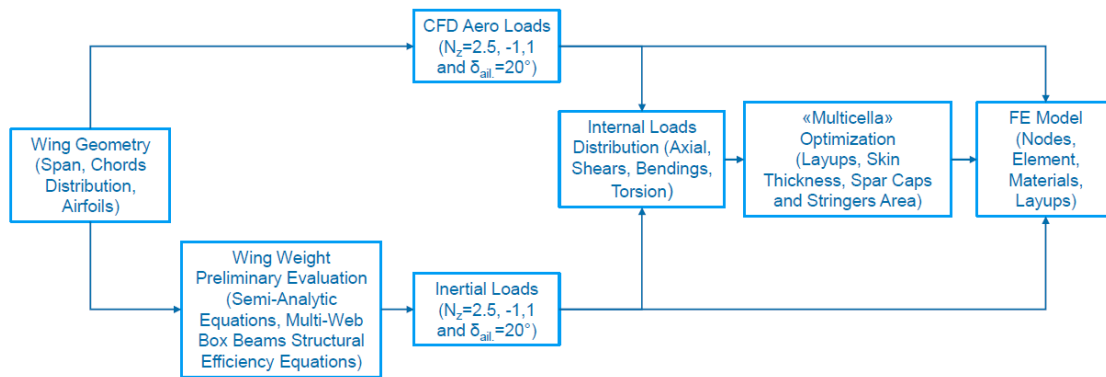 CFD Aero Loads
(Nz=2.5, -1,1
and δail.=20°)
Wing Geometry
(Span, Chords
Distribution,
Airfoils)
Internal Loads
Distribution (Axial,
Shears, Bendings,
Torsion)
«Multicella»
Optimization
(Layups, Skin
Thickness, Spar Caps
and Stringers Area)
FE Model
(Nodes,
Element,
Materials,
Layups)
Wing Weight
Preliminary Evaluation
(Semi-Analytic
Equations, Multi-Web
Box Beams Structural
Efficiency Equations)
Inertial Loads
(Nz=2.5, -1,1
and δail.=20°)